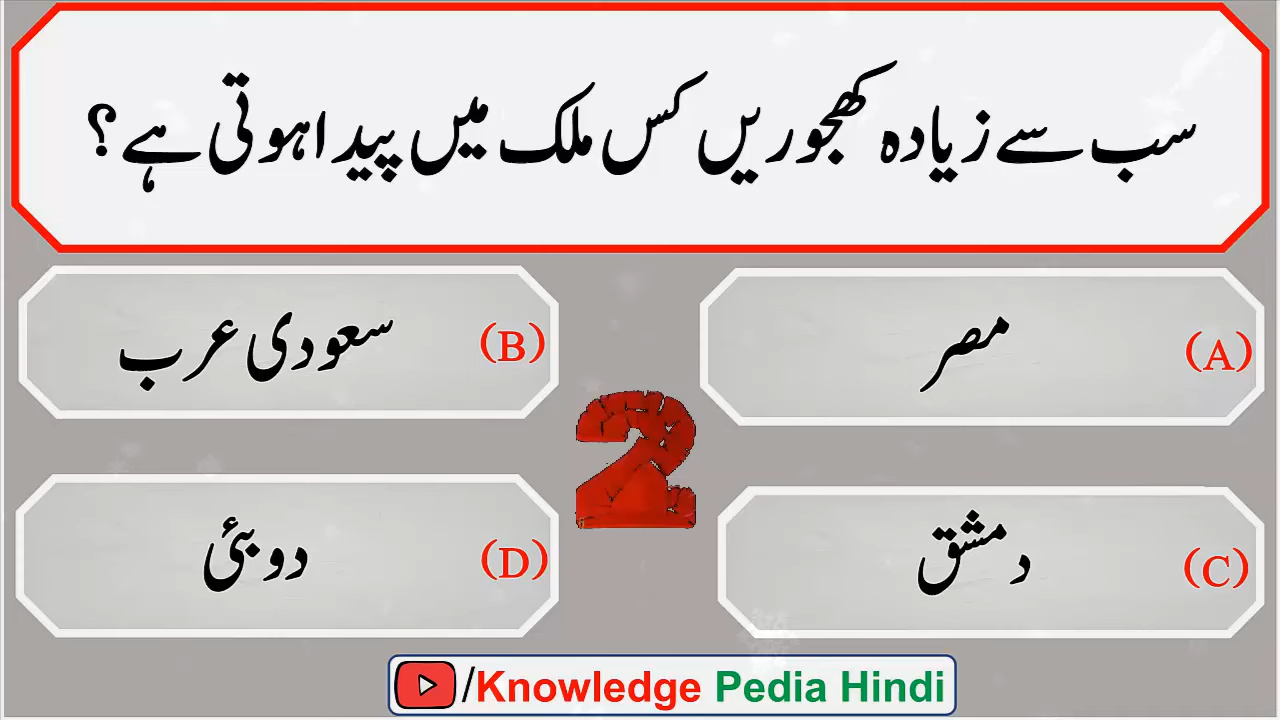 سب سے زیادہ کھجوریں کس ملک میں پیدا ہوتی ہے ؟
(A) مصر
(B) سعودی عرب
2
(C) دمشق
(D) دوبئی
/Knowledge Pedia Hindi